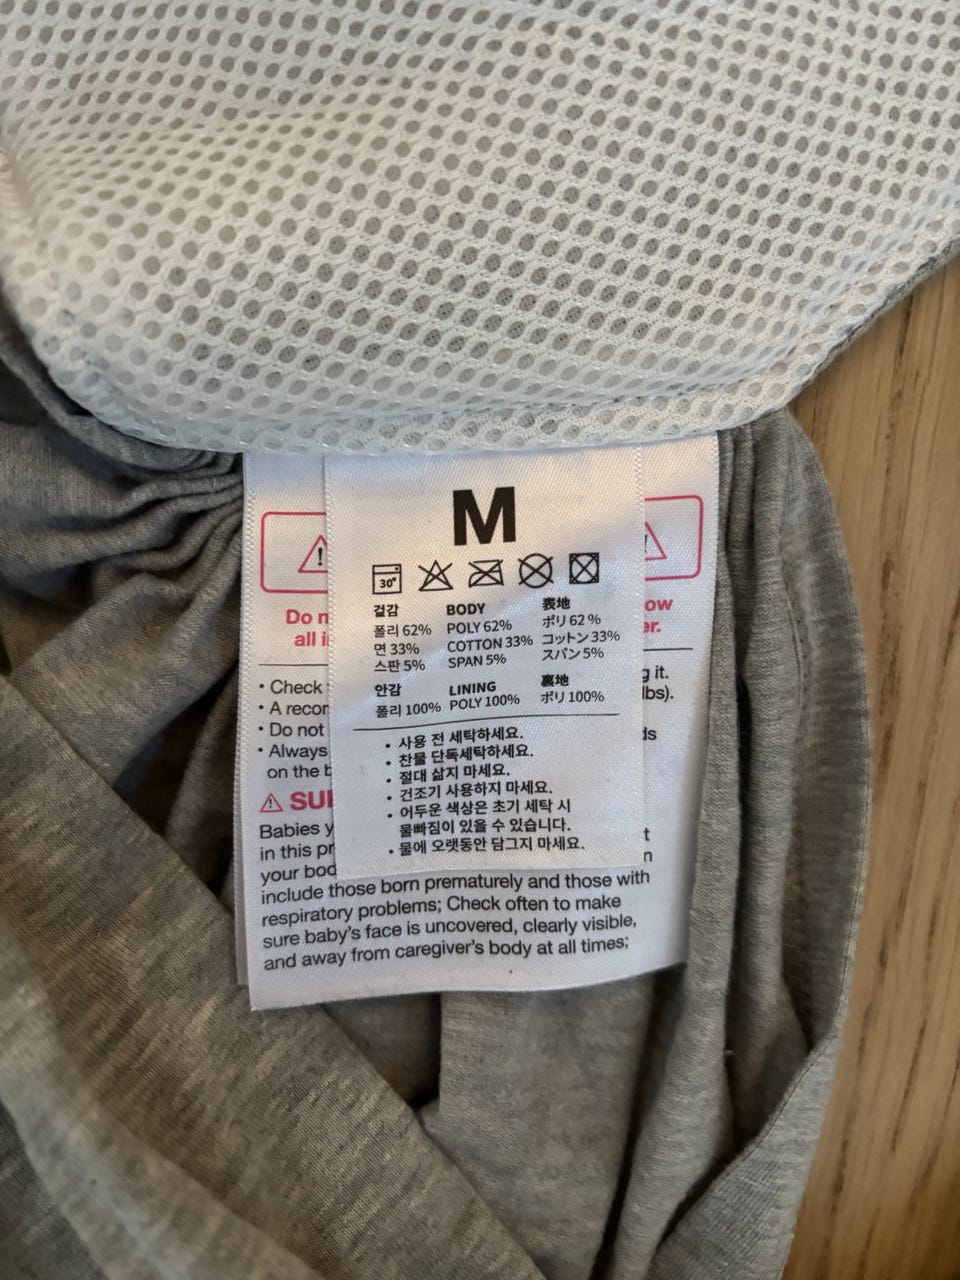 M
30°
겉감
폴리 62%
면 33%
스판 5%
안감
폴리 100%
BODY
POLY 62%
COTTON 33%
SPAN 5%
LINING
POLY 100%
表地
ポリ 62 %
コットン 33%
スパン 5%
裏地
ポリ 100%
• 사용 전 세탁하세요.
• 찬물 단독세탁하세요.
• 절대 삶지 마세요.
• 건조기 사용하지 마세요.
• 어두운 색상은 초기 세탁 시
물빠짐이 있을 수 있습니다.
• 물에 오랫동안 담그지 마세요.
!
Do
all
er.
• Check
g it.
• A
lbs).
• Do not
ds
• Always
on the
Babies
in this
your
include those born prematurely and those with
respiratory problems; Check often to make
sure baby's face is uncovered, clearly visible,
and away from caregiver's body at all times;